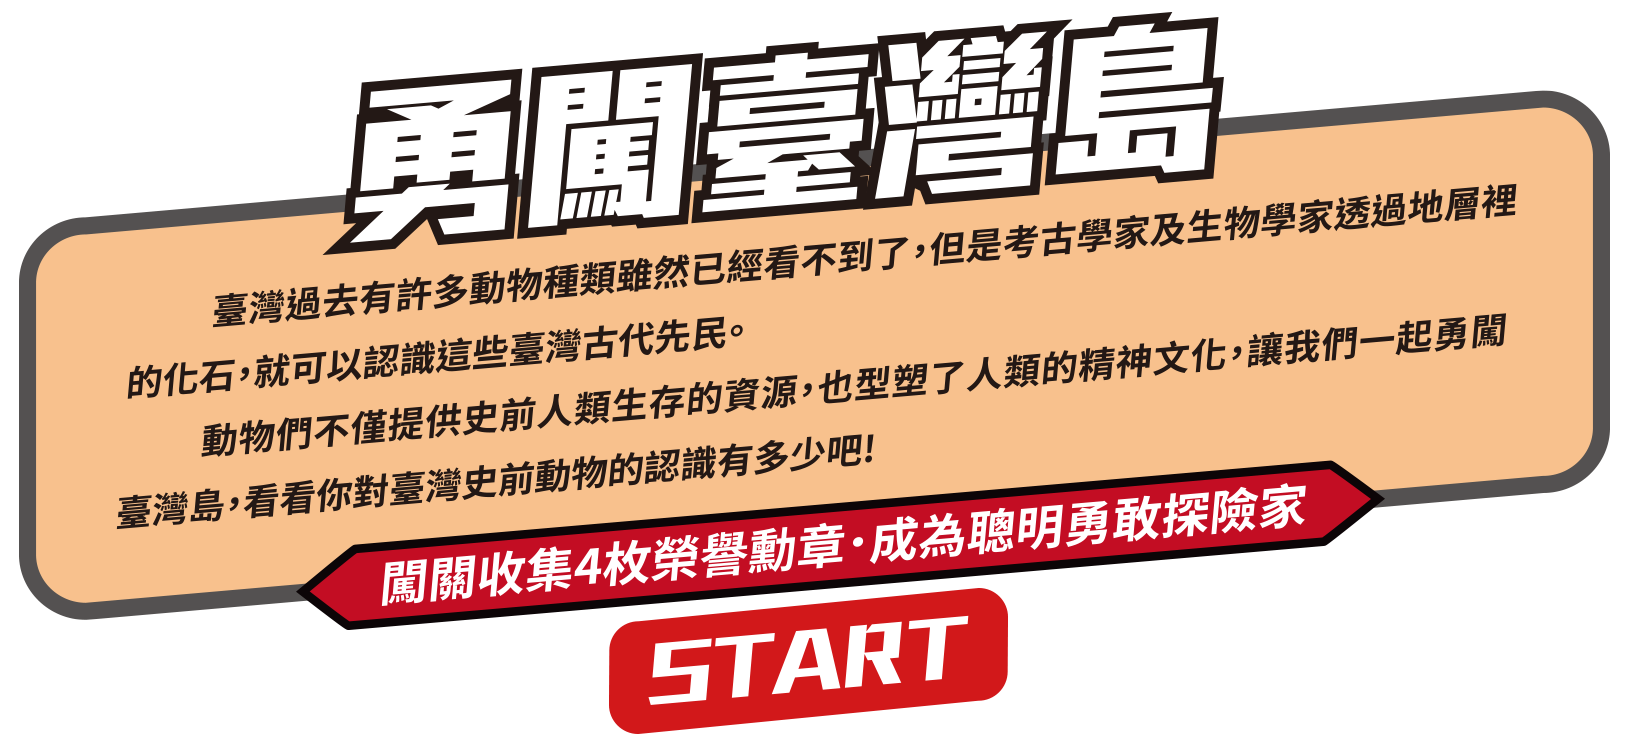 勇闖臺灣島
臺灣過去有許多動物種類雖然已經看不到了，但是考古學家及生物學家透過地層裡
的化石，就可以認識這些臺灣古代先民。
動物們不僅提供史前人類生存的資源，也型塑了人類的精神文化，讓我們一起勇闖
臺灣島，看看你對臺灣史前動物的認識有多少吧!
闖關收集4枚榮譽勳章·成為聰明勇敢探險家
START